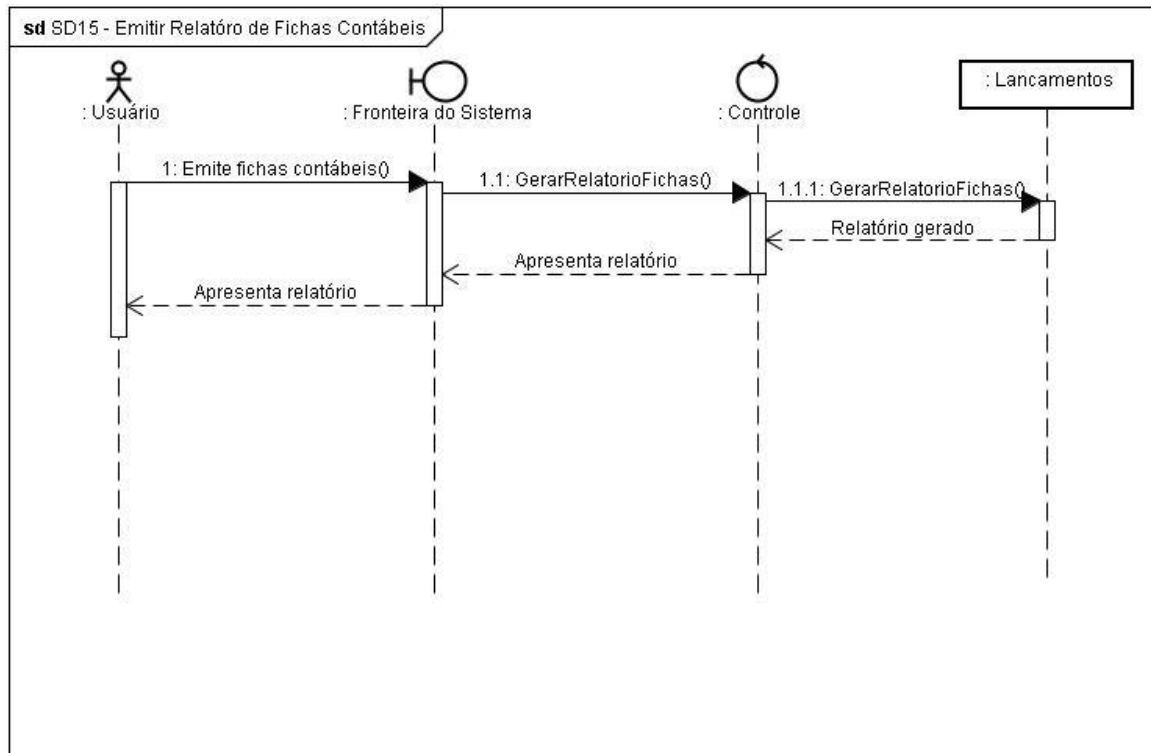 sd SD15 - Emitir Relatóro de Fichas Contábeis
: Usuário
: Fronteira do Sistema
: Controle
: Lancamentos
1: Emite fichas contábeis()
1.1: GerarRelatorioFichas()
1.1.1: GerarRelatorioFichas()
Relatório gerado
Apresenta relatório
Apresenta relatório